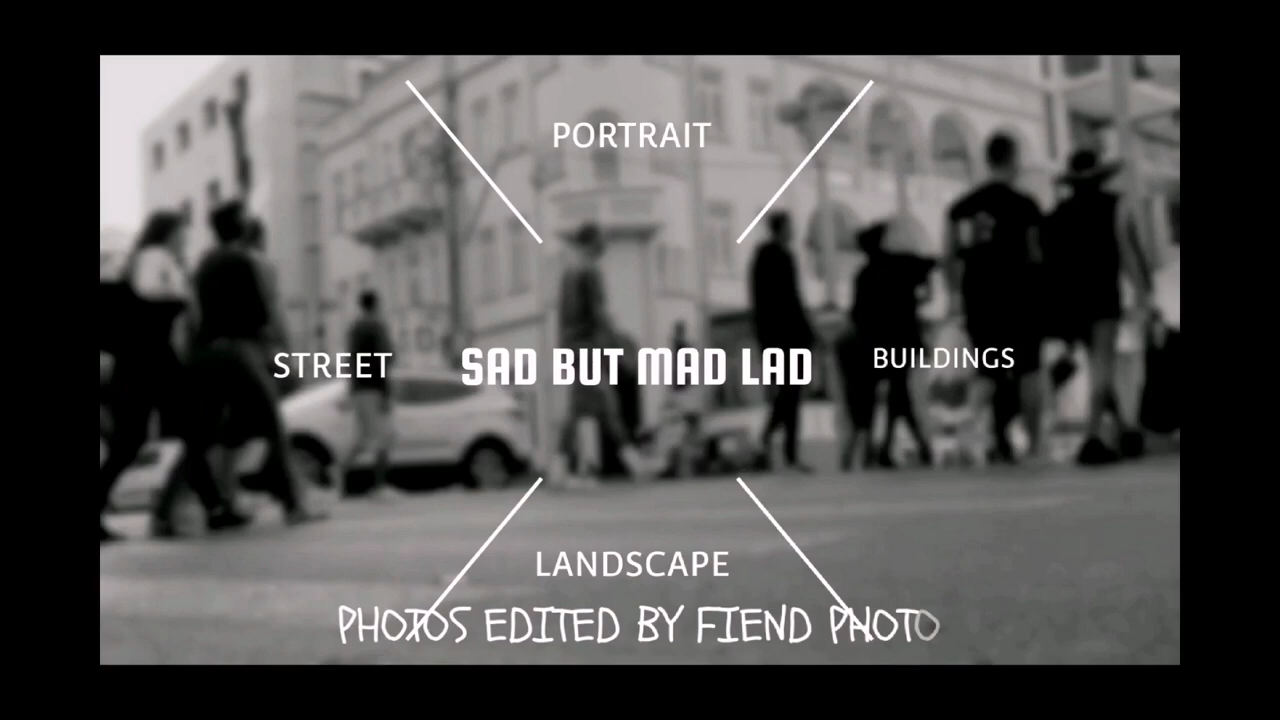 PORTRAIT
STREET
SAD BUT MAD LAD
BUILDINGS
LANDSCAPE
PHOTOS EDITED BY FIEND PHOTO